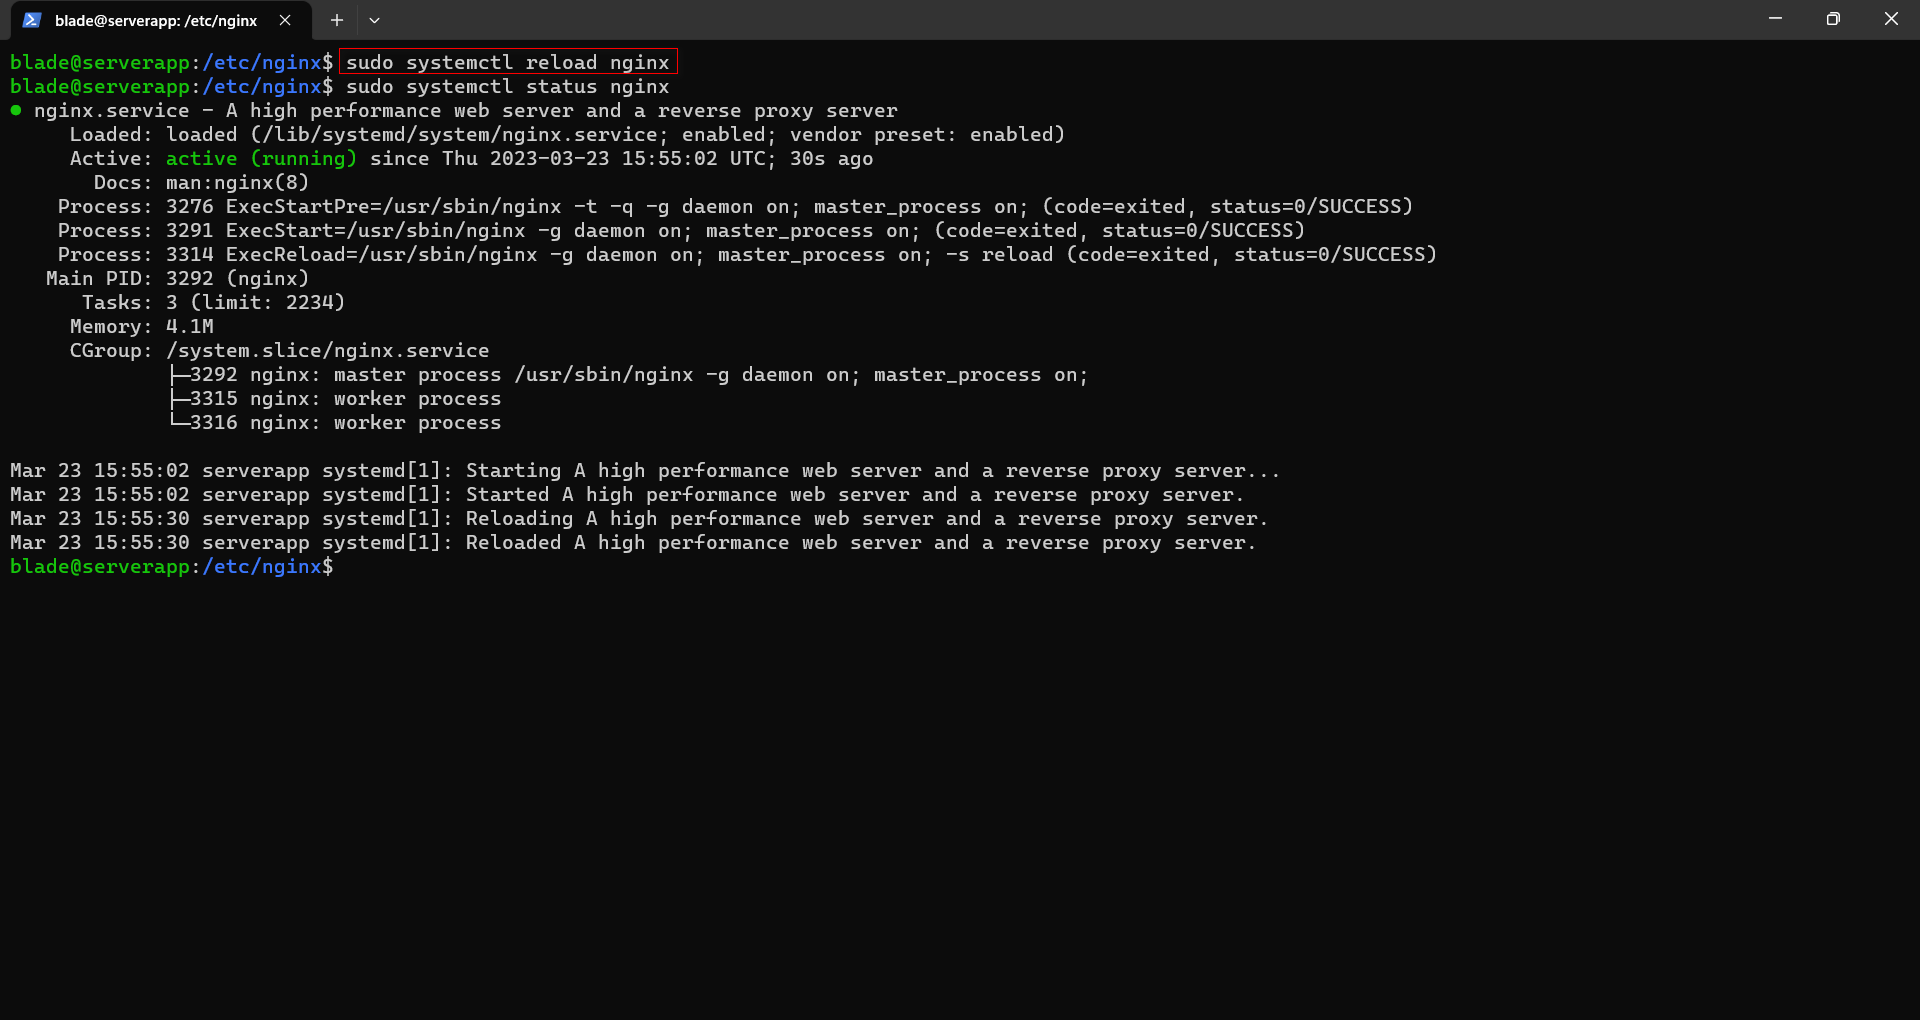 blade@serverapp: /etc/nginx
blade@serverapp:/etc/nginx$ sudo systemctl reload nginx
blade@serverapp:/etc/nginx$ sudo systemctl status nginx
● nginx.service - A high performance web server and a reverse proxy server
     Loaded: loaded (/lib/systemd/system/nginx.service; enabled; vendor preset: enabled)
     Active: active (running) since Thu 2023-03-23 15:55:02 UTC; 30s ago
       Docs: man:nginx(8)
    Process: 3276 ExecStartPre=/usr/sbin/nginx -t -q -g daemon on; master_process on; (code=exited, status=0/SUCCESS)
    Process: 3291 ExecStart=/usr/sbin/nginx -g daemon on; master_process on; (code=exited, status=0/SUCCESS)
    Process: 3314 ExecReload=/usr/sbin/nginx -g daemon on; master_process on; -s reload (code=exited, status=0/SUCCESS)
   Main PID: 3292 (nginx)
      Tasks: 3 (limit: 2234)
     Memory: 4.1M
     CGroup: /system.slice/nginx.service
             ├─3292 nginx: master process /usr/sbin/nginx -g daemon on; master_process on;
             ├─3315 nginx: worker process
             └─3316 nginx: worker process
Mar 23 15:55:02 serverapp systemd[1]: Starting A high performance web server and a reverse proxy server...
Mar 23 15:55:02 serverapp systemd[1]: Started A high performance web server and a reverse proxy server.
Mar 23 15:55:30 serverapp systemd[1]: Reloading A high performance web server and a reverse proxy server.
Mar 23 15:55:30 serverapp systemd[1]: Reloaded A high performance web server and a reverse proxy server.
blade@serverapp:/etc/nginx$